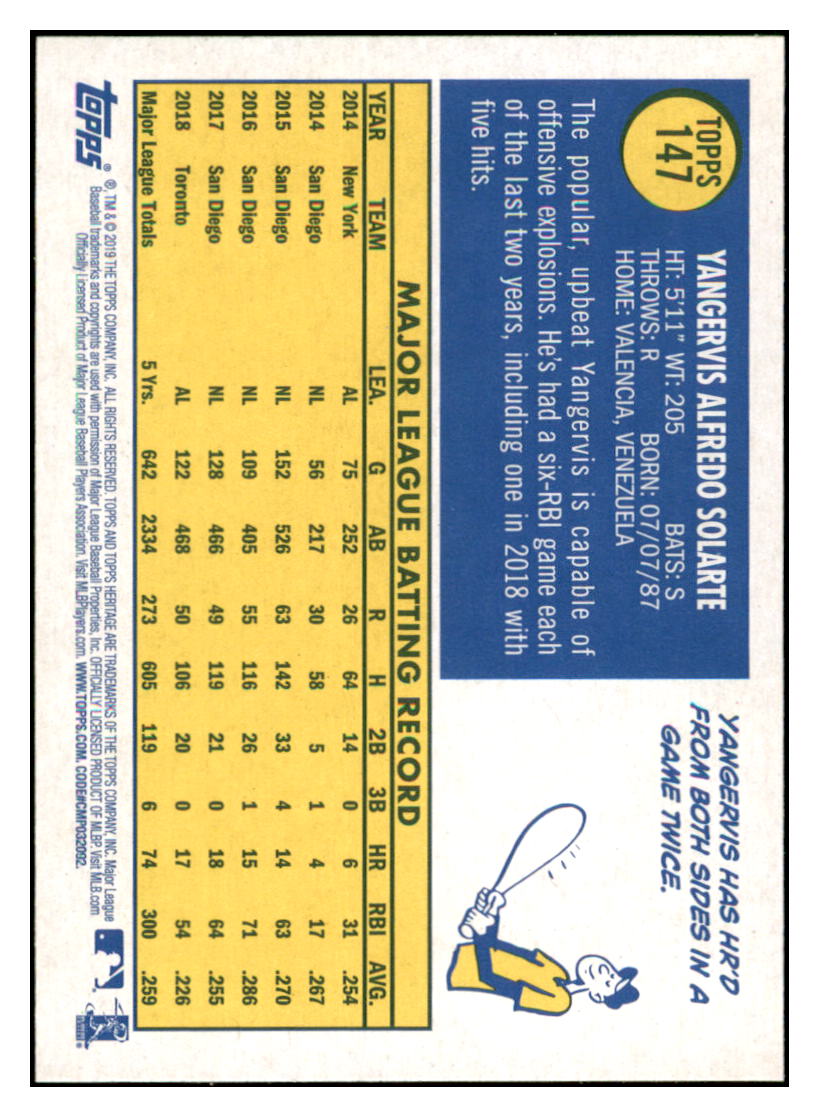 TOPPS
147
YANGERVIS ALFREDO SOLARTE
HT: 5'11" WT: 205 BATS: S
THROWS: R BORN: 07/07/87
HOME: VALENCIA, VENEZUELA
The popular, upbeat Yangervis is capable of
offensive explosions. He's had a six-RBI game each
of the last two years, including one in 2018 with
five hits.
YANGERVIS HAS HR'D
FROM BOTH SIDES IN A
GAME TWICE.
MAJOR LEAGUE BATTING RECORD
YEAR TEAM LEA. G AB R H 2B 3B HR RBI AVG.
2014 New York AL 75 252 26 64 14 0 6 31 .254
2014 San Diego NL 56 217 30 58 5 1 4 17 .267
2015 San Diego NL 152 526 63 142 33 4 14 63 .270
2016 San Diego NL 109 405 55 116 26 1 15 71 .286
2017 San Diego NL 128 466 49 119 21 0 18 64 .255
2018 Toronto AL 122 468 50 106 20 0 17 54 .226
Major League Totals 5 Yrs. 642 2334 273 605 119 6 74 300 .259
topps®
®, TM & © 2019 THE TOPPS COMPANY, INC. ALL RIGHTS RESERVED. TOPPS AND TOPPS HERITAGE ARE TRADEMARKS OF THE TOPPS COMPANY, INC. Major League
Baseball trademarks and copyrights are used with permission of Major League Baseball Properties, Inc. OFFICIALLY LICENSED PRODUCT OF MLBP. Visit MLB.com
Officially Licensed Product of Major League Baseball Players Association. Visit MLBPlayers.com. WWW.TOPPS.COM. CODE#CMP032092.